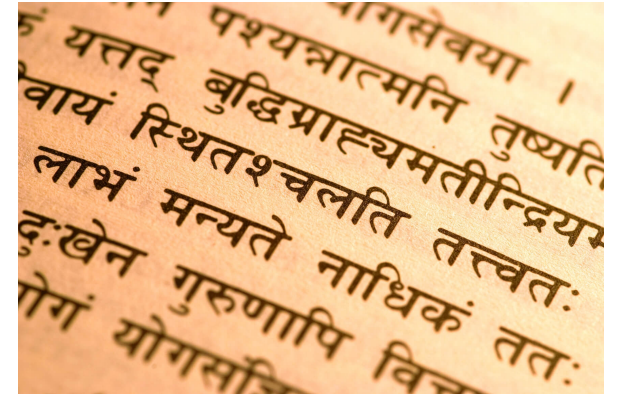 योगसेवया ।
पश्यन्नात्मनि तुष्यति
यत्तद् बुद्धिग्राह्यमतीन्द्रियम
वायं स्थितश्चलति तत्त्वतः
लाभं मन्यते नाधिकं ततः
दुःखेन गुरुणापि
योगं